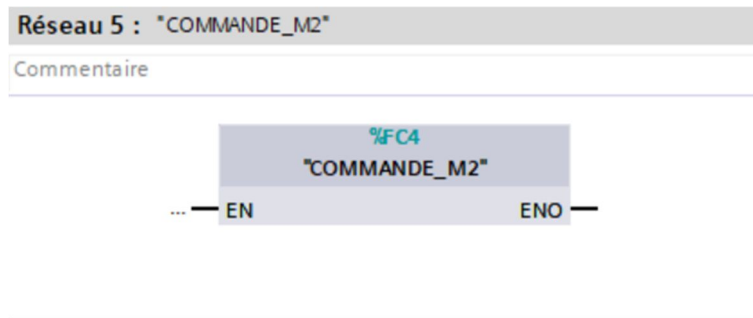 Réseau 5 : "COMMANDE_M2"
Commentaire
%FC4
"COMMANDE_M2"
... EN ENO